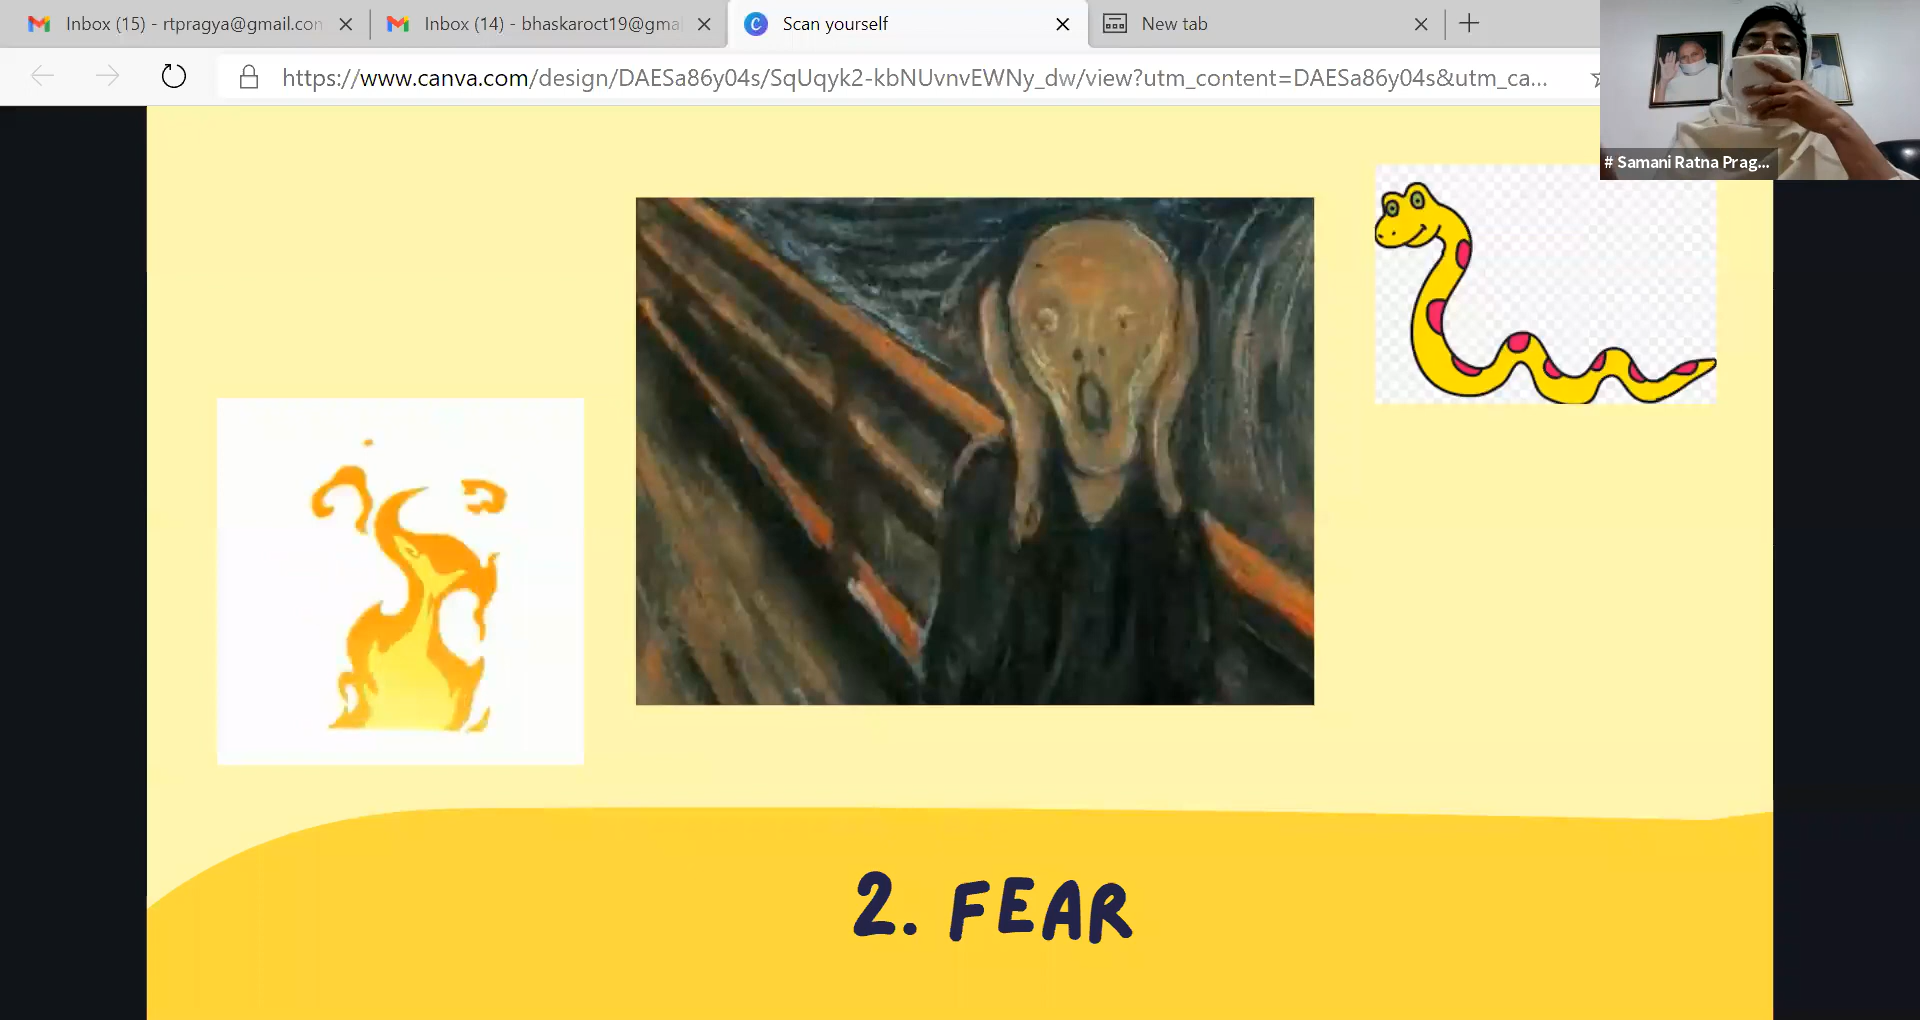 Inbox (15) - rtpragya@gmail.con
Inbox (14) - bhaskaroct19@gma
Scan yourself
New tab
https://www.canva.com/design/DAESa86y04s/SqUqyk2-kbNUvnvEWNy_dw/view?utm_content=DAESa86y04s&utm_ca...
# Samani Ratna Prag...
2. FEAR